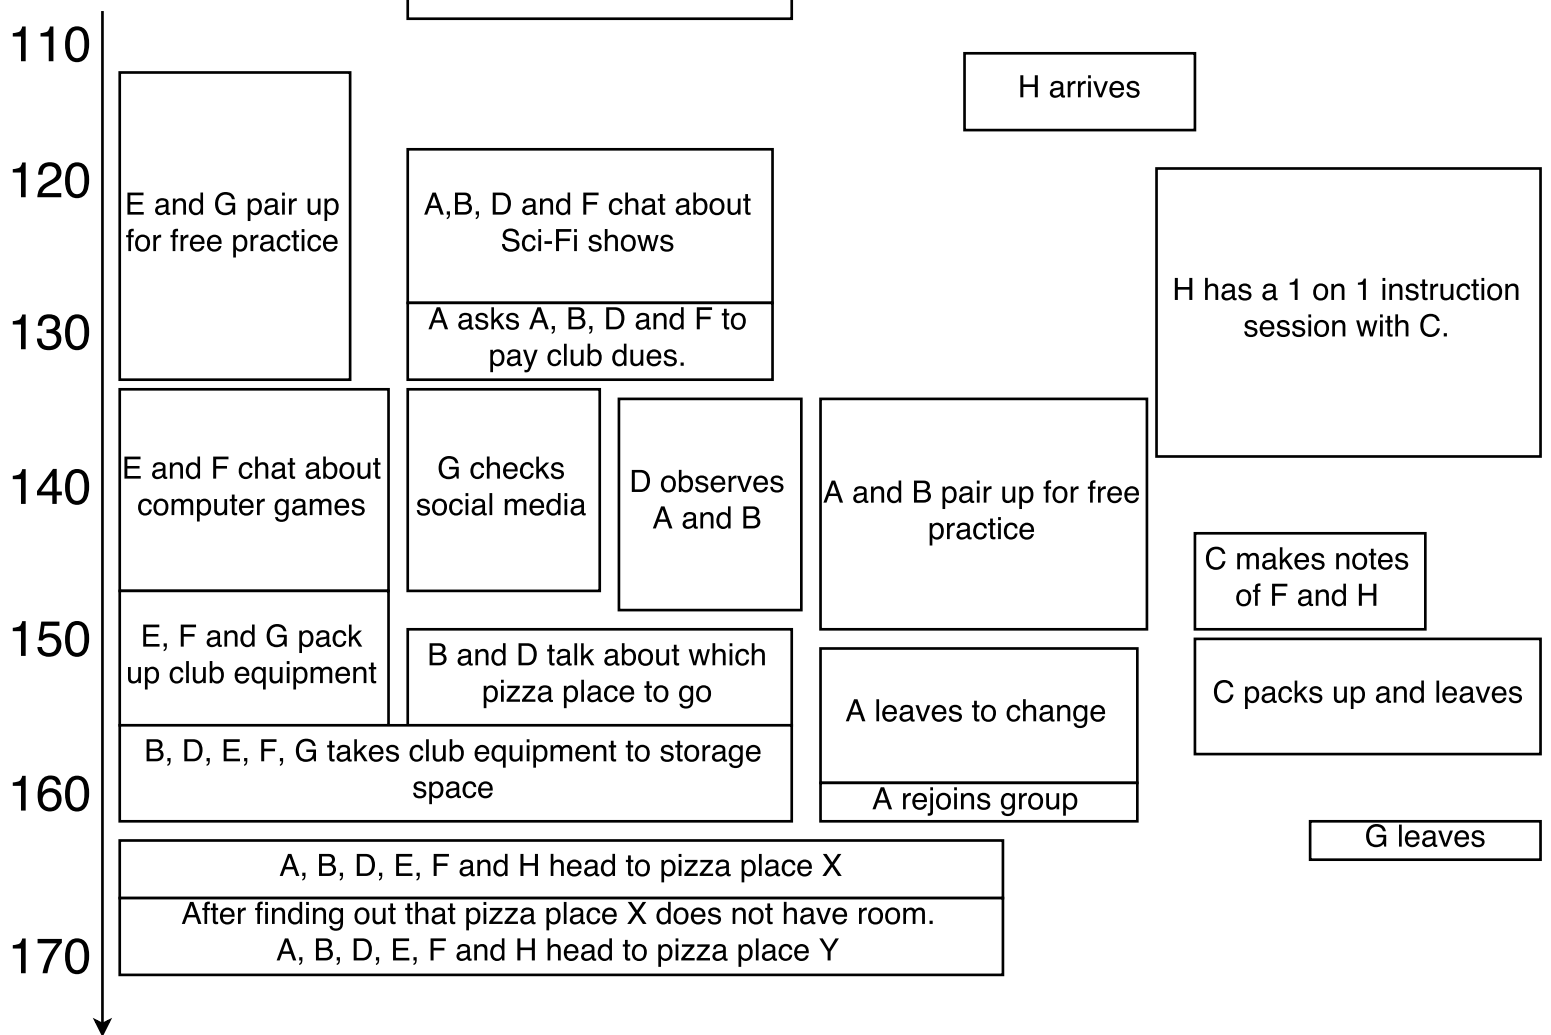 110
H arrives
120
E and G pair up
for free practice
A,B, D and F chat about
Sci-Fi shows
H has a 1 on 1 instruction
session with C.
130
A asks A, B, D and F to
pay club dues.
140
E and F chat about
computer games
G checks
social media
D observes
A and B
A and B pair up for free
practice
C makes notes
of F and H
150
E, F and G pack
up club equipment
B and D talk about which
pizza place to go
A leaves to change
C packs up and leaves
B, D, E, F, G takes club equipment to storage
space
160
A rejoins group
G leaves
A, B, D, E, F and H head to pizza place X
After finding out that pizza place X does not have room.
A, B, D, E, F and H head to pizza place Y
170